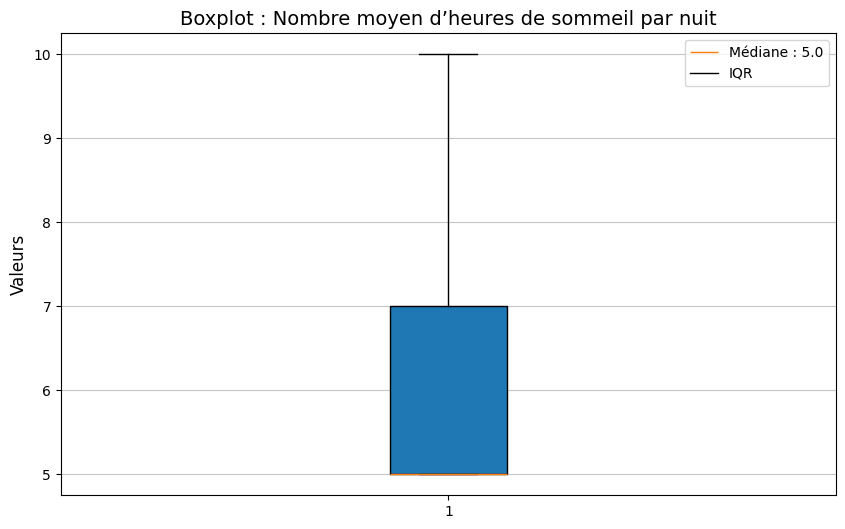 Boxplot : Nombre moyen d’heures de sommeil par nuit
Médiane : 5.0
IQR
Valeurs
10
9
8
7
6
5
1